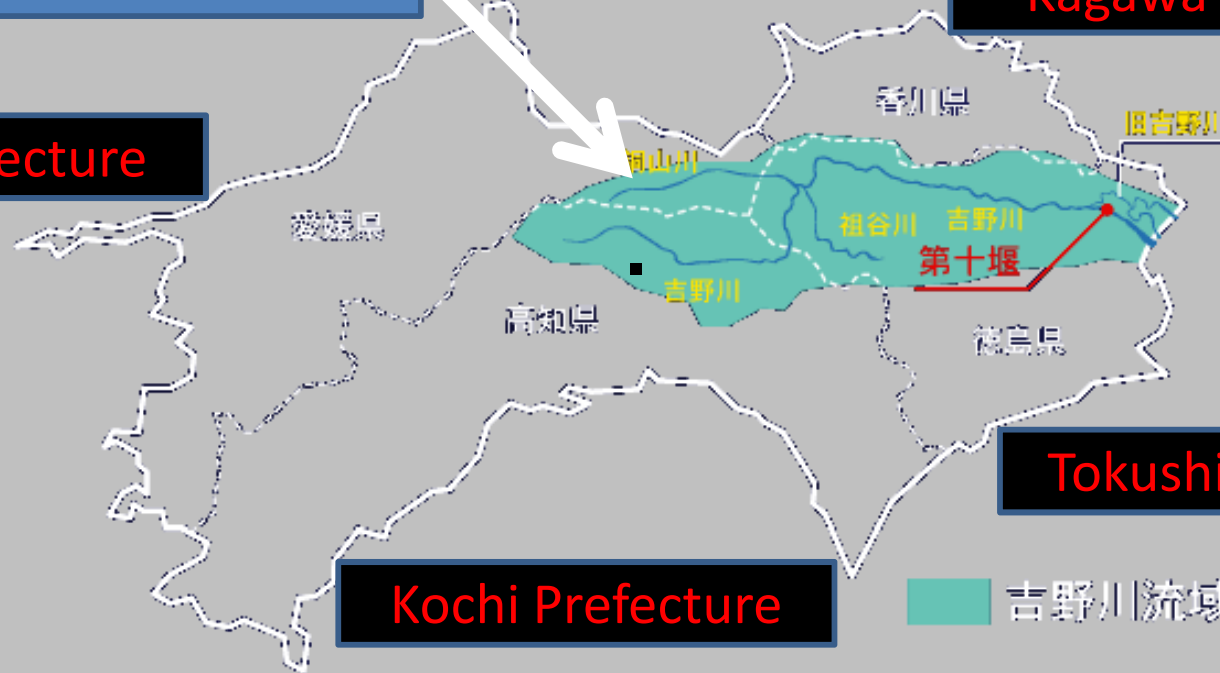 Kagawa
香川県
旧吉野川
ecture
銅山川
愛媛県
祖谷川
吉野川
第十堰
吉野川
高知県
徳島県
Tokushi
Kochi Prefecture
吉野川流域